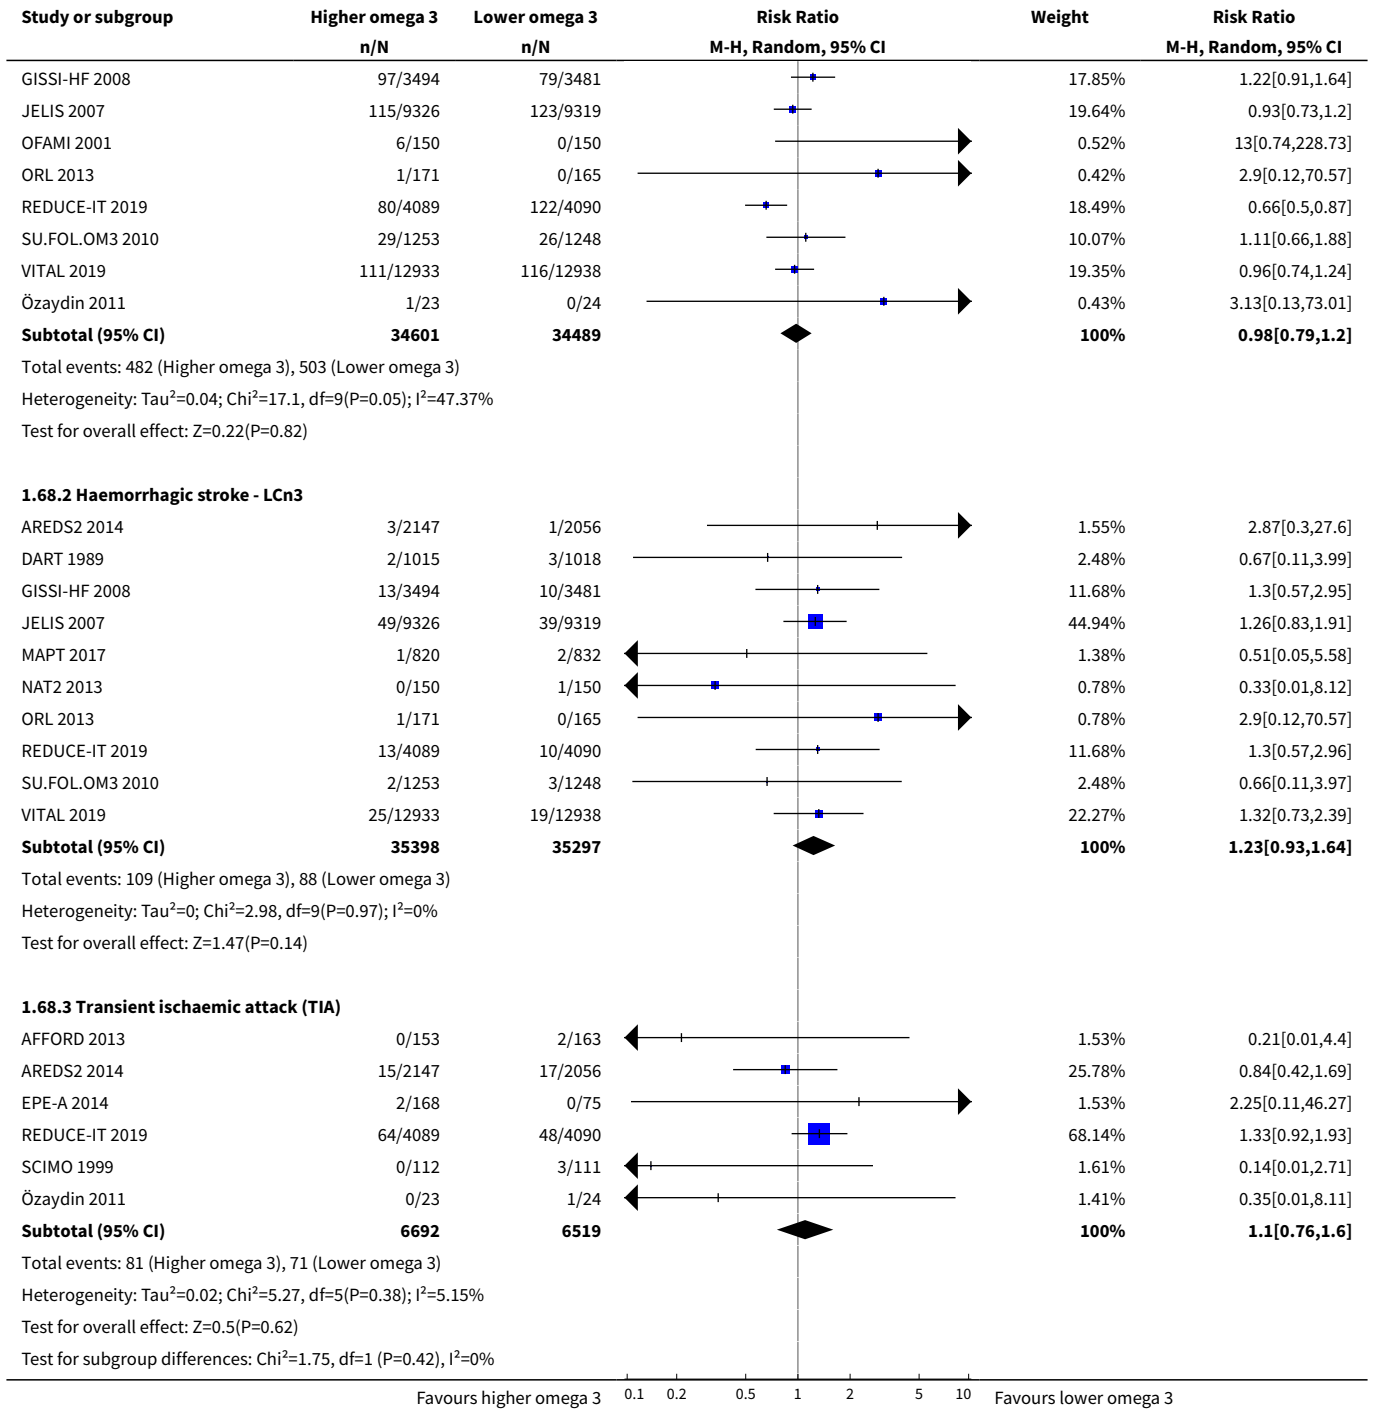 Study or subgroup Higher omega 3 Lower omega 3 Risk Ratio Weight Risk Ratio
n/N n/N M-H, Random, 95% CI M-H, Random, 95% CI
GISSI-HF 2008 97/3494 79/3481 17.85% 1.22[0.91,1.64]
JELIS 2007 115/9326 123/9319 19.64% 0.93[0.73,1.2]
OFAMI 2001 6/150 0/150 0.52% 13[0.74,228.73]
ORL 2013 1/171 0/165 0.42% 2.9[0.12,70.57]
REDUCE-IT 2019 80/4089 122/4090 18.49% 0.66[0.5,0.87]
SU.FOL.OM3 2010 29/1253 26/1248 10.07% 1.11[0.66,1.88]
VITAL 2019 111/12933 116/12938 19.35% 0.96[0.74,1.24]
Özaydin 2011 1/23 0/24 0.43% 3.13[0.13,73.01]
Subtotal (95% CI) 34601 34489 100% 0.98[0.79,1.2]
Total events: 482 (Higher omega 3), 503 (Lower omega 3)
Heterogeneity: Tau²=0.04; Chi²=17.1, df=9(P=0.05); I²=47.37%
Test for overall effect: Z=0.22(P=0.82)
1.68.2 Haemorrhagic stroke - LCn3
AREDS2 2014 3/2147 1/2056 1.55% 2.87[0.3,27.6]
DART 1989 2/1015 3/1018 2.48% 0.67[0.11,3.99]
GISSI-HF 2008 13/3494 10/3481 11.68% 1.3[0.57,2.95]
JELIS 2007 49/9326 39/9319 44.94% 1.26[0.83,1.91]
MAPT 2017 1/820 2/832 1.38% 0.51[0.05,5.58]
NAT2 2013 0/150 1/150 0.78% 0.33[0.01,8.12]
ORL 2013 1/171 0/165 0.78% 2.9[0.12,70.57]
REDUCE-IT 2019 13/4089 10/4090 11.68% 1.3[0.57,2.96]
SU.FOL.OM3 2010 2/1253 3/1248 2.48% 0.66[0.11,3.97]
VITAL 2019 25/12933 19/12938 22.27% 1.32[0.73,2.39]
Subtotal (95% CI) 35398 35297 100% 1.23[0.93,1.64]
Total events: 109 (Higher omega 3), 88 (Lower omega 3)
Heterogeneity: Tau²=0; Chi²=2.98, df=9(P=0.97); I²=0%
Test for overall effect: Z=1.47(P=0.14)
1.68.3 Transient ischaemic attack (TIA)
AFFORD 2013 0/153 2/163 1.53% 0.21[0.01,4.4]
AREDS2 2014 15/2147 17/2056 25.78% 0.84[0.42,1.69]
EPE-A 2014 2/168 0/75 1.53% 2.25[0.11,46.27]
REDUCE-IT 2019 64/4089 48/4090 68.14% 1.33[0.92,1.93]
SCIMO 1999 0/112 3/111 1.61% 0.14[0.01,2.71]
Özaydin 2011 0/23 1/24 1.41% 0.35[0.01,8.11]
Subtotal (95% CI) 6692 6519 100% 1.1[0.76,1.6]
Total events: 81 (Higher omega 3), 71 (Lower omega 3)
Heterogeneity: Tau²=0.02; Chi²=5.27, df=5(P=0.38); I²=5.15%
Test for overall effect: Z=0.5(P=0.62)
Test for subgroup differences: Chi²=1.75, df=1 (P=0.42), I²=0%
Favours higher omega 3 0.1 0.2 0.5 1 2 5 10 Favours lower omega 3